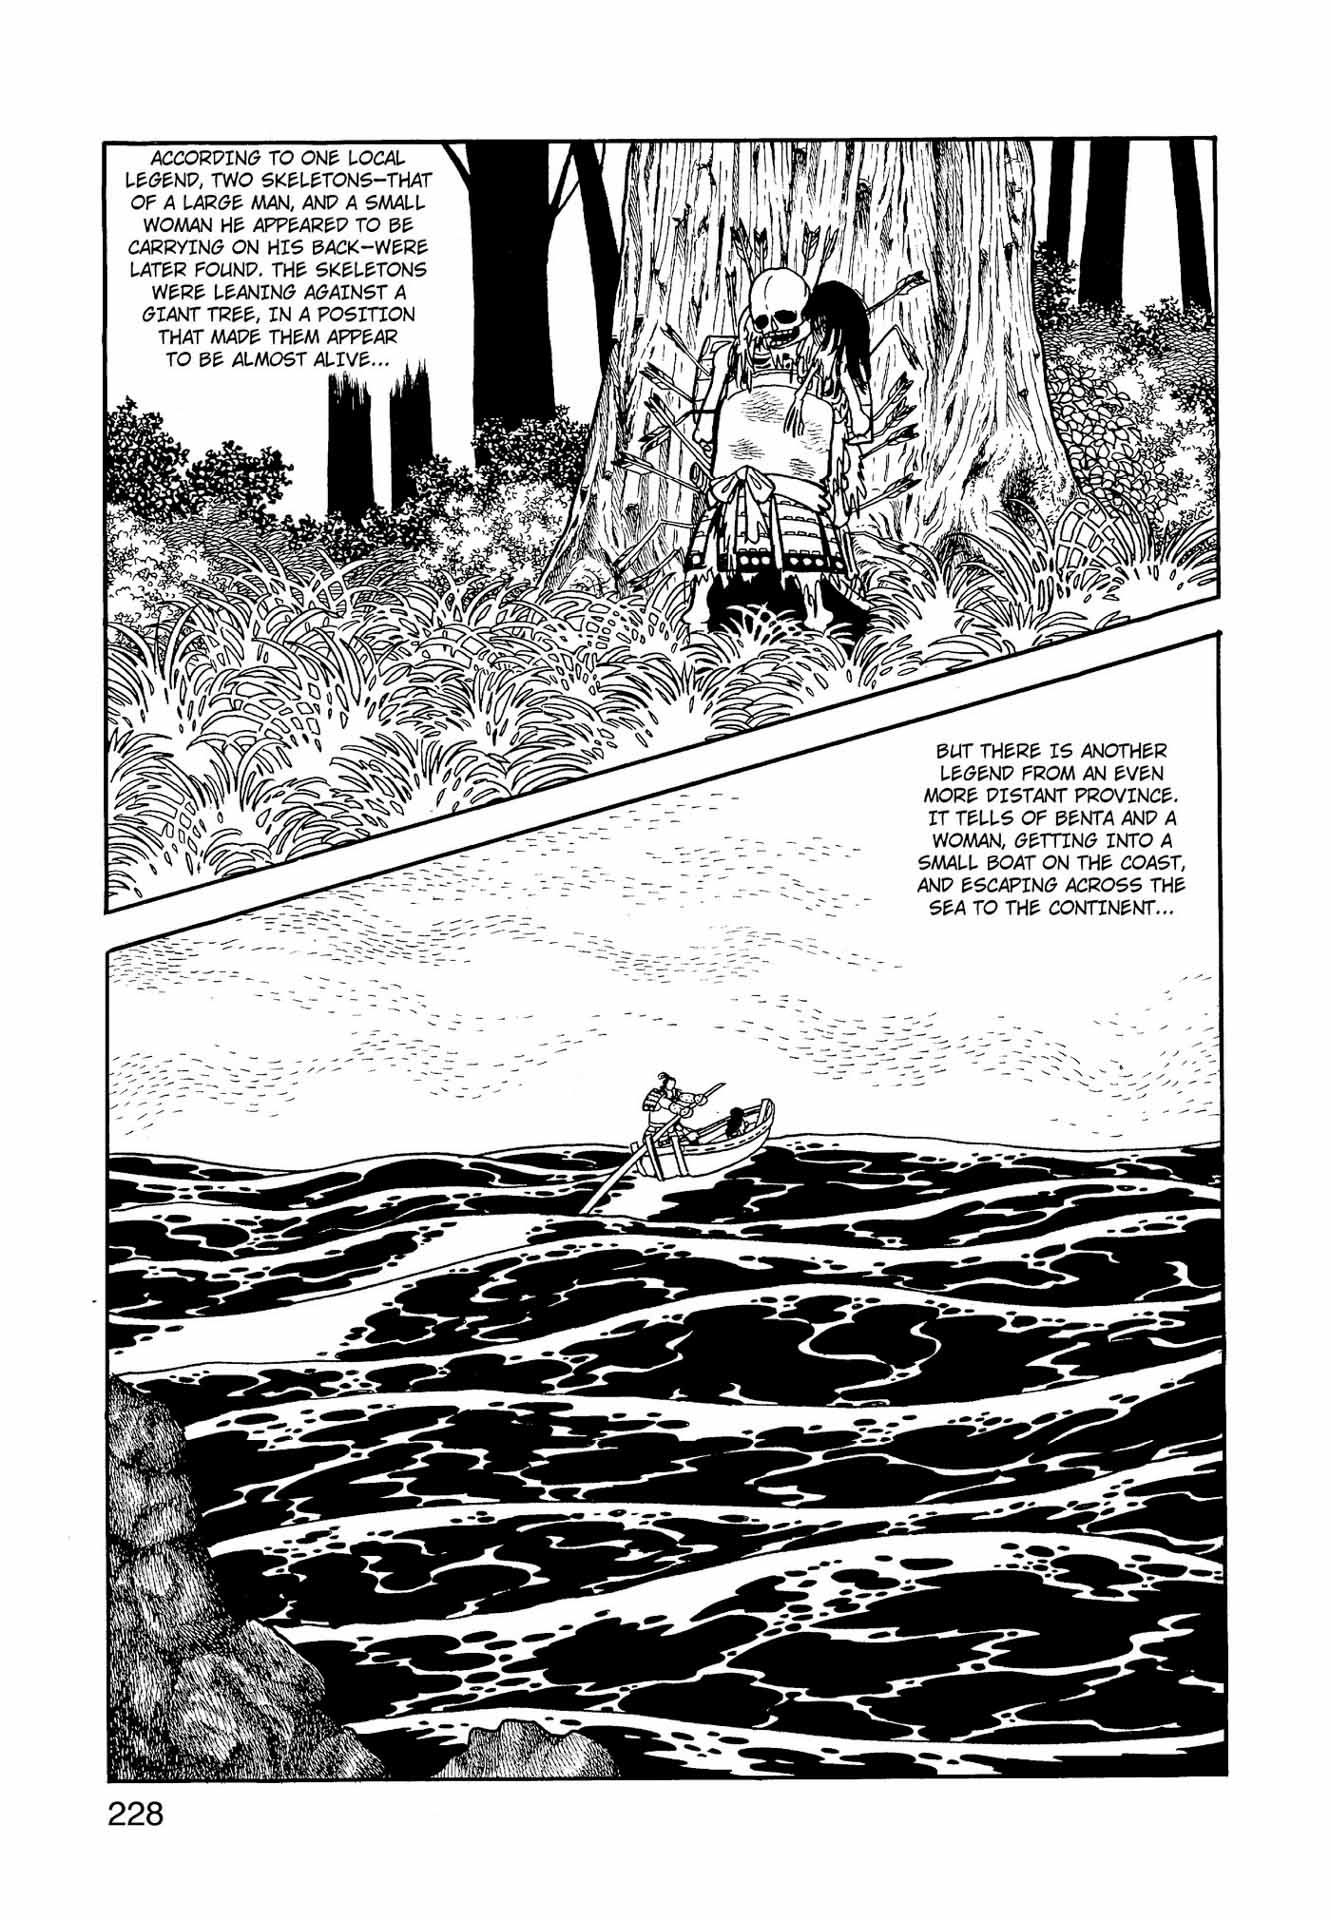 ACCORDING TO ONE LOCAL
LEGEND, TWO SKELETONS–THAT
OF A LARGE MAN, AND A SMALL
WOMAN HE APPEARED TO BE
CARRYING ON HIS BACK–WERE
LATER FOUND. THE SKELETONS
WERE LEANING AGAINST A
GIANT TREE, IN A POSITION
THAT MADE THEM APPEAR
TO BE ALMOST ALIVE...
BUT THERE IS ANOTHER
LEGEND FROM AN EVEN
MORE DISTANT PROVINCE.
IT TELLS OF BENTA AND A
WOMAN, GETTING INTO A
SMALL BOAT ON THE COAST,
AND ESCAPING ACROSS THE
SEA TO THE CONTINENT...
228